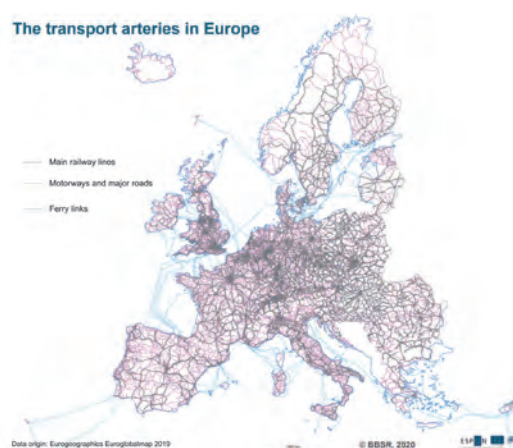 The transport arteries in Europe
Main railway lines
Motorways and major roads
Ferry links
Data origin: Eurogeographics Euroglobalmap 2019
© BBSR, 2020